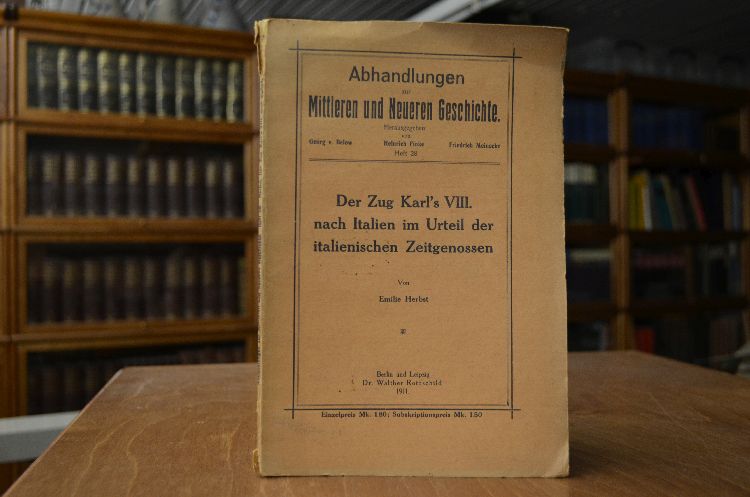 Abhandlungen
zur
Mittleren und Neueren Geschichte.
Herausgegeben
von
Georg v. Below Heinrich Finke Friedrich Meinecke
Heft 28
Der Zug Karl's VIII.
nach Italien im Urteil der
italienischen Zeitgenossen
Von
Emilie Herbst
Berlin und Leipzig
Dr. Walther Rothschild
1911.
Einzelpreis Mk. 1.80; Subskriptionspreis Mk. 1.50